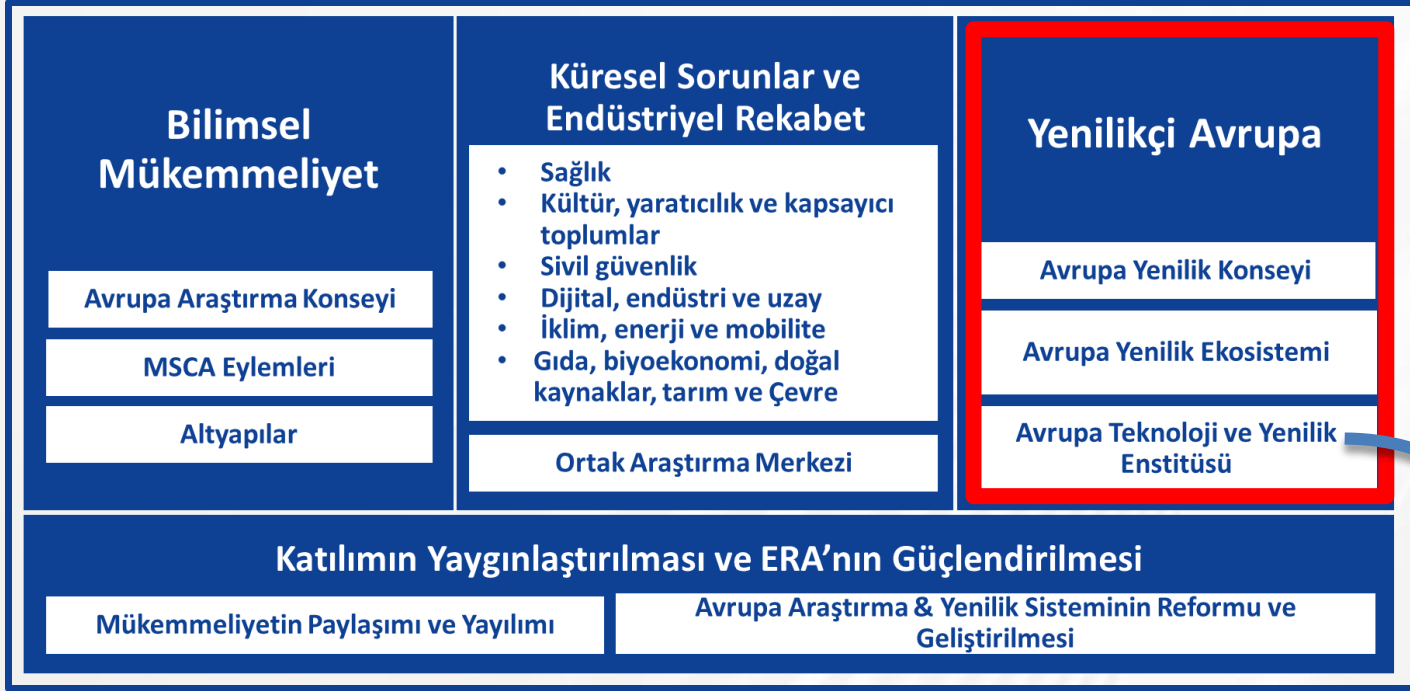 Bilimsel
Mükemmeliyet
Avrupa Araştırma Konseyi
MSCA Eylemleri
Altyapılar
Küresel Sorunlar ve
Endüstriyel Rekabet
• Sağlık
• Kültür, yaratıcılık ve kapsayıcı
toplumlar
• Sivil güvenlik
• Dijital, endüstri ve uzay
• İklim, enerji ve mobilite
• Gıda, biyoekonomi, doğal
kaynaklar, tarım ve Çevre
Ortak Araştırma Merkezi
Yenilikçi Avrupa
Avrupa Yenilik Konseyi
Avrupa Yenilik Ekosistemi
Avrupa Teknoloji ve Yenilik
Enstitüsü
Katılımın Yaygınlaştırılması ve ERA’nın Güçlendirilmesi
Mükemmeliyetin Paylaşımı ve Yayılımı
Avrupa Araştırma & Yenilik Sisteminin Reformu ve
Geliştirilmesi